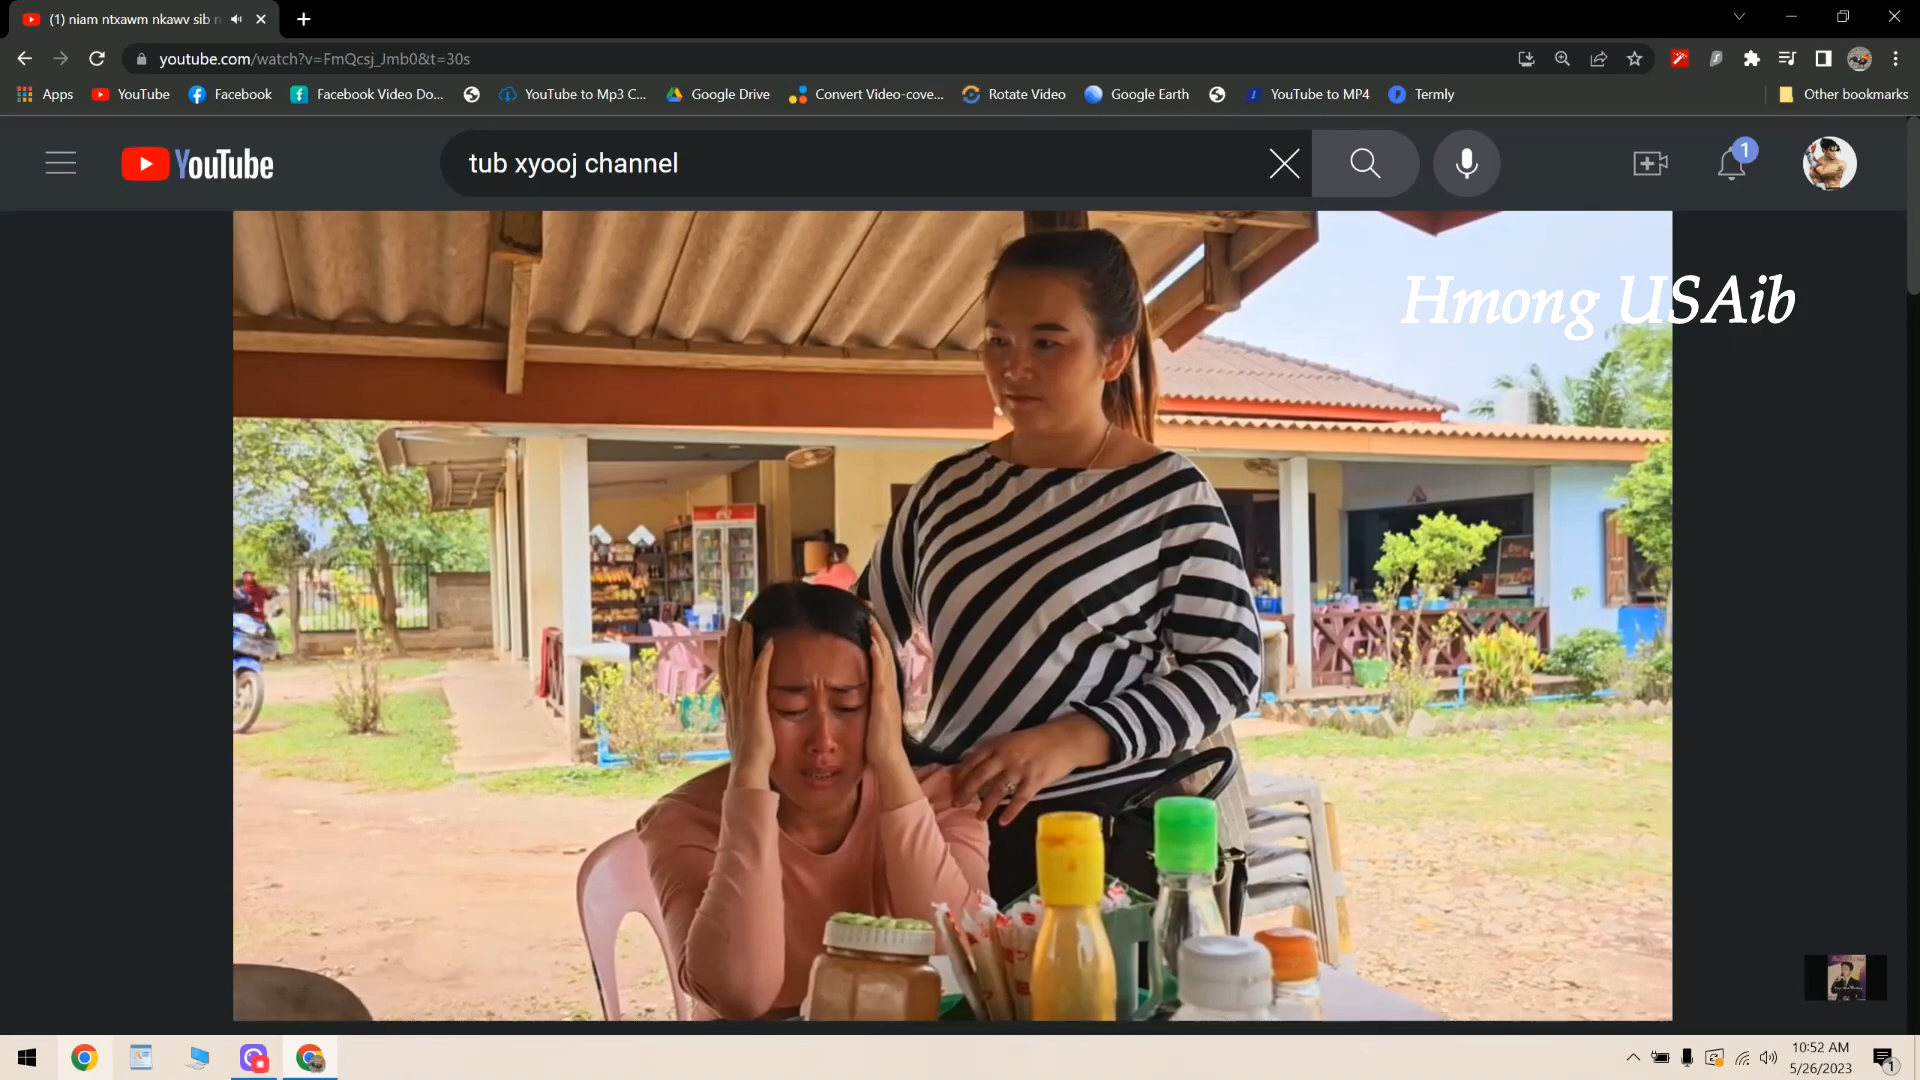 (1) niam ntxawm nkawv sib n
youtube.com/watch?v=FmQcsj_Jmb0&t=30s
Apps YouTube Facebook Facebook Video Do... YouTube to Mp3 C... Google Drive Convert Video-cove... Rotate Video Google Earth YouTube to MP4 Termly Other bookmarks
YouTube tub xyooj channel 1
Hmong USAib
10:52 AM
5/26/2023 1